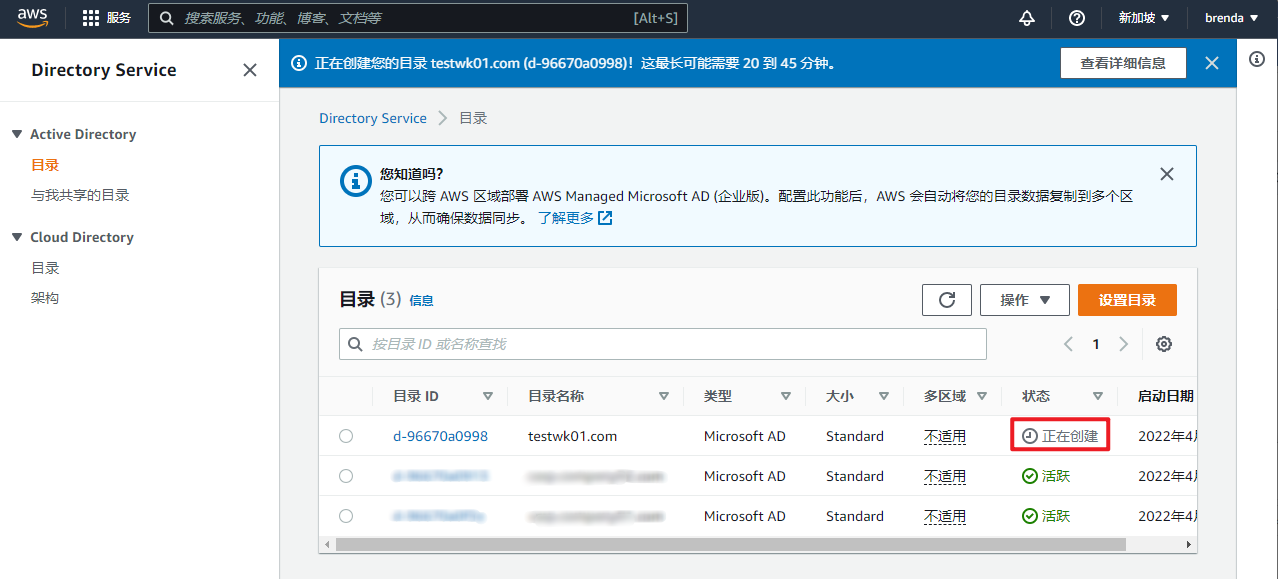 aws 服务 搜索服务、功能、博客、文档等 [Alt+S] 新加坡 ▼ brenda ▼
Directory Service
正在创建您的目录 testwk01.com (d-96670a0998)！这最长可能需要 20 到 45 分钟。 查看详细信息
Active Directory
目录
与我共享的目录
Cloud Directory
目录
架构
Directory Service > 目录
您知道吗?
您可以跨 AWS 区域部署 AWS Managed Microsoft AD (企业版)。配置此功能后，AWS 会自动将您的目录数据复制到多个区
域，从而确保数据同步。 了解更多
目录 (3) 信息 操作 ▼ 设置目录
按目录 ID 或名称查找 1
目录 ID 目录名称 类型 大小 多区域 状态 启动日期
d-96670a0998 testwk01.com Microsoft AD Standard 不适用 正在创建 2022年4
Microsoft AD Standard 不适用 活跃 2022年4
Microsoft AD Standard 不适用 活跃 2022年4